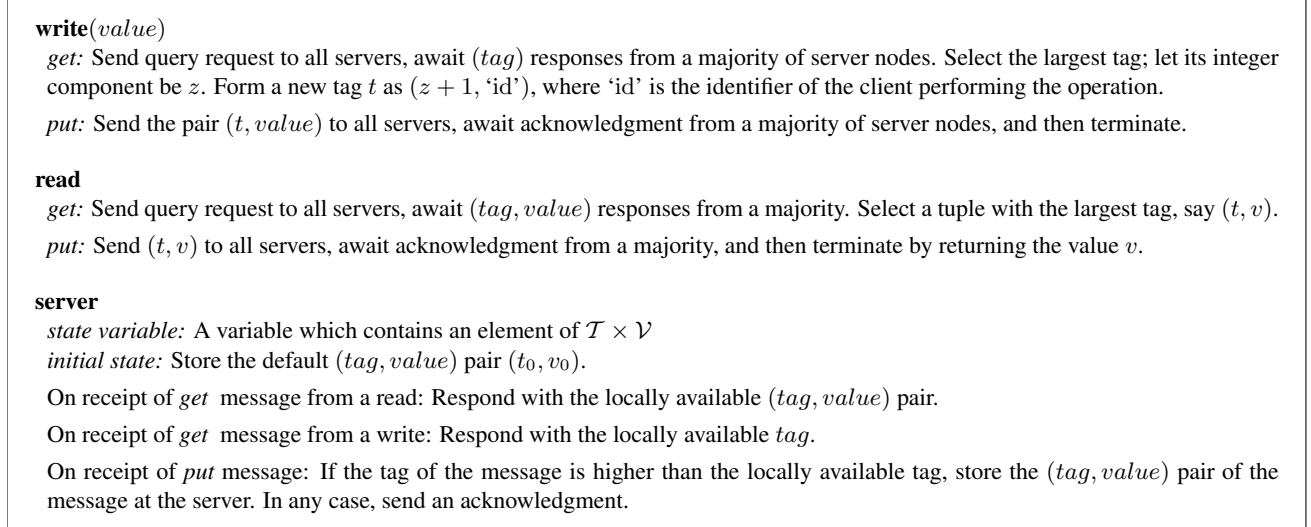 write(value)
get: Send query request to all servers, await (tag) responses from a majority of server nodes. Select the largest tag; let its integer
component be z. Form a new tag t as (z + 1, ‘id’), where ‘id’ is the identifier of the client performing the operation.
put: Send the pair (t, value) to all servers, await acknowledgment from a majority of server nodes, and then terminate.
read
get: Send query request to all servers, await (tag, value) responses from a majority. Select a tuple with the largest tag, say (t, v).
put: Send (t, v) to all servers, await acknowledgment from a majority, and then terminate by returning the value v.
server
state variable: A variable which contains an element of 𝒯 × 𝒱
initial state: Store the default (tag, value) pair (t₀, v₀).
On receipt of get message from a read: Respond with the locally available (tag, value) pair.
On receipt of get message from a write: Respond with the locally available tag.
On receipt of put message: If the tag of the message is higher than the locally available tag, store the (tag, value) pair of the
message at the server. In any case, send an acknowledgment.